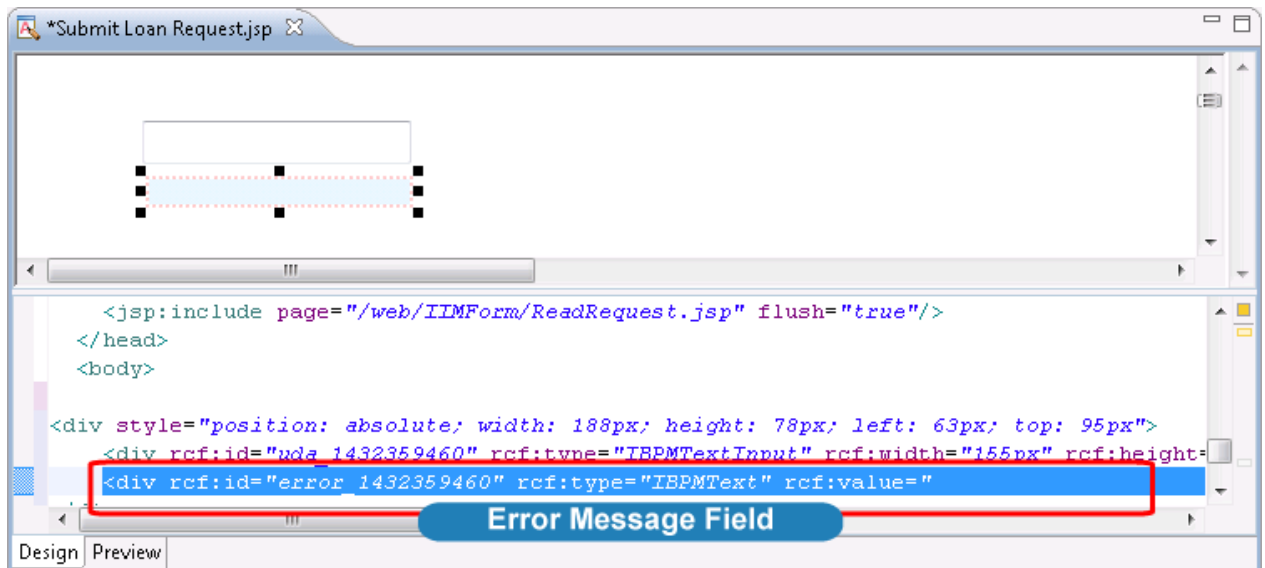 *Submit Loan Request.jsp
<jsp:include page="/web/IIMForm/ReadRequest.jsp" flush="true"/>
</head>
<body>
<div style="position: absolute; width: 188px; height: 78px; left: 63px; top: 95px">
<div rcf:id="uda_1432359460" rcf:type="IBPMTextInput" rcf:width="155px" rcf:height=
<div rcf:id="error_1432359460" rcf:type="IBPMText" rcf:value="
Error Message Field
Design Preview